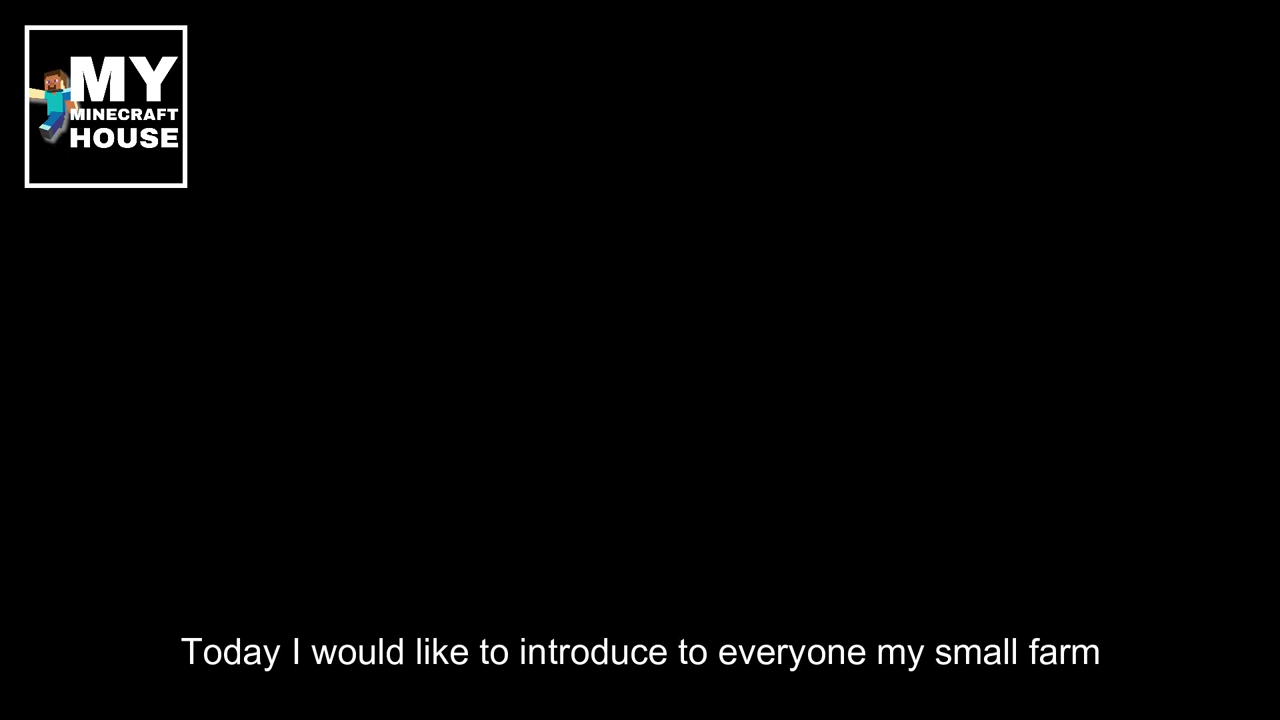 MY
MINECRAFT
HOUSE
Today I would like to introduce to everyone my small farm